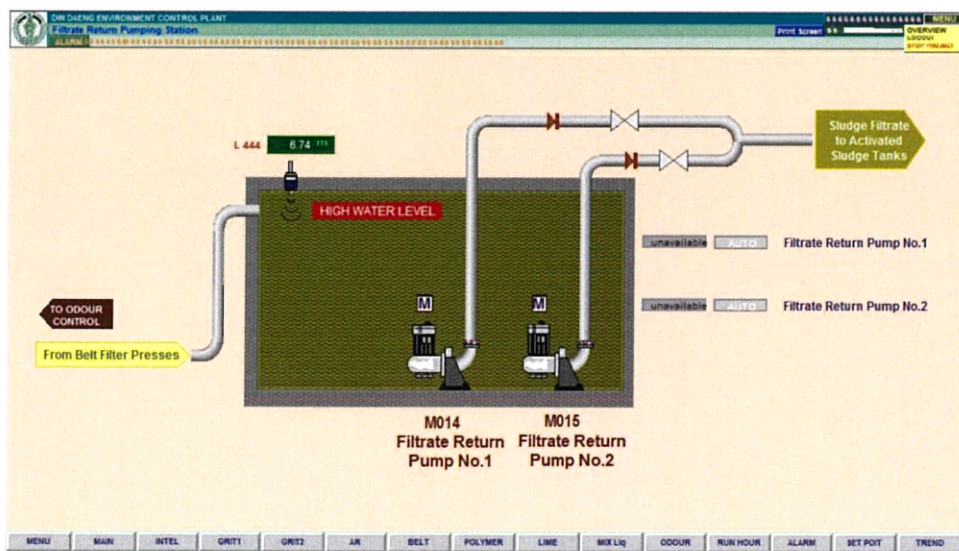 DIN DAENG ENVIRONMENT CONTROL PLANT
Filtrate Return Pumping Station
ALARM
Print Screen
MENU
OVERVIEW
LOGOUT
STOP PROJECT
L 444
6.74 m
HIGH WATER LEVEL
Sludge Filtrate
to Activated
Sludge Tanks
unavailable AUTO Filtrate Return Pump No.1
unavailable AUTO Filtrate Return Pump No.2
TO ODOUR
CONTROL
From Belt Filter Presses
M
M
M014
Filtrate Return
Pump No.1
M015
Filtrate Return
Pump No.2
MENU MAIN INTEL GRIT1 GRIT2 AR BELT POLYMER LIME MIX Liq ODOUR RUN HOUR ALARM SET POIT TREND